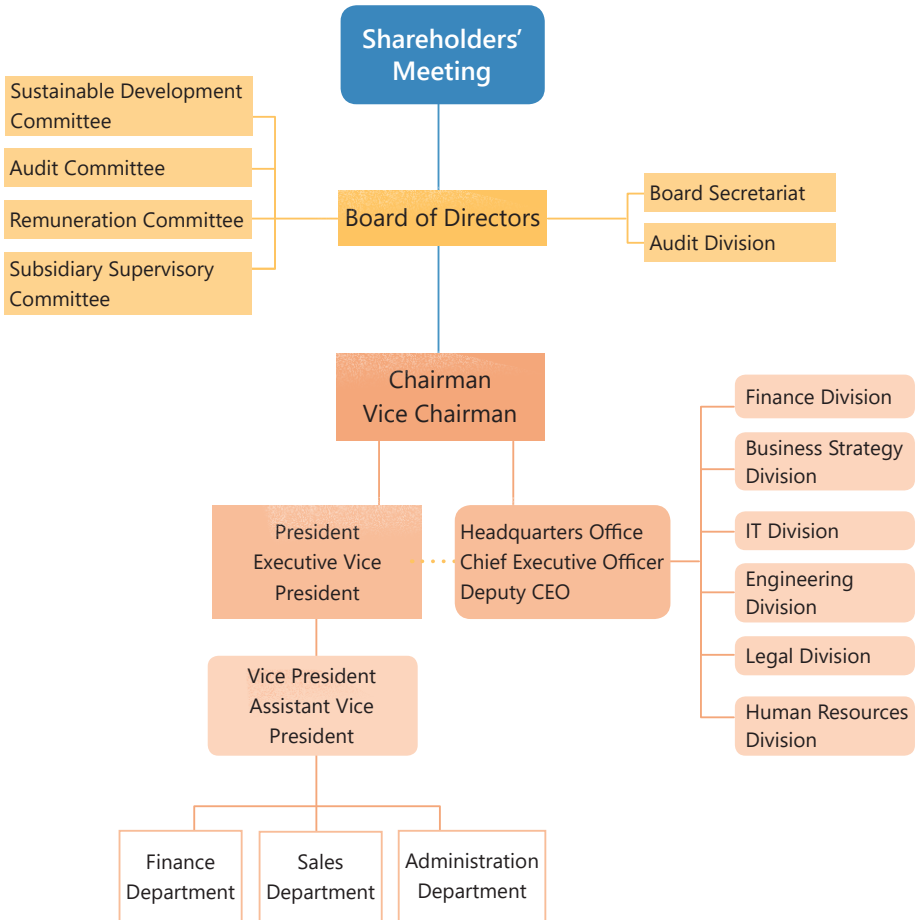 Shareholders’
Meeting
Sustainable Development
Committee
Audit Committee
Remuneration Committee
Subsidiary Supervisory
Committee
Board of Directors
Board Secretariat
Audit Division
Chairman
Vice Chairman
President
Executive Vice
President
Headquarters Office
Chief Executive Officer
Deputy CEO
Finance Division
Business Strategy
Division
IT Division
Engineering
Division
Legal Division
Human Resources
Division
Vice President
Assistant Vice
President
Finance
Department
Sales
Department
Administration
Department